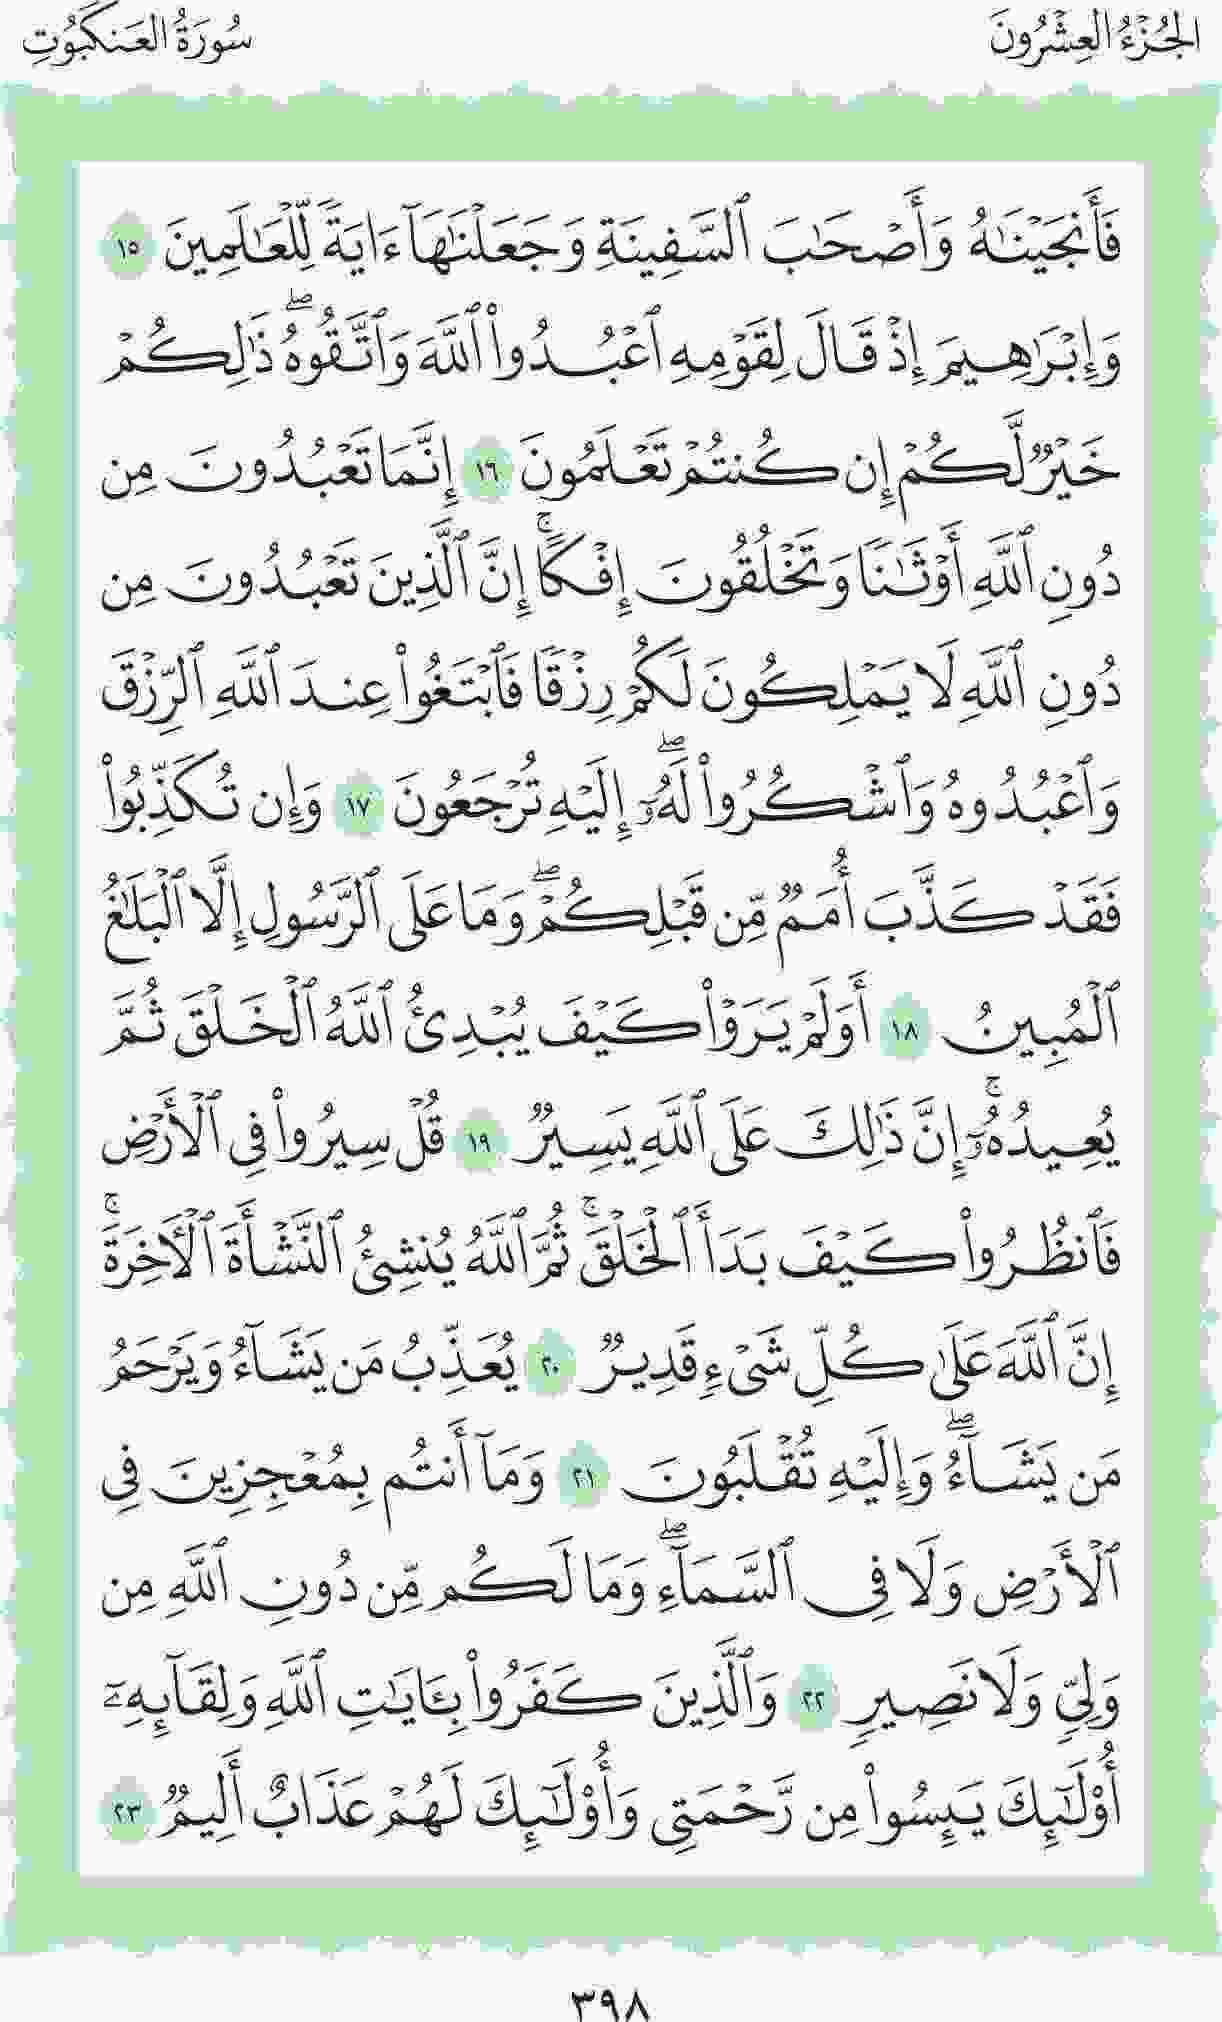 الجُزْءُ العِشْرُونَ
سُورَةُ العَنكَبُوتِ
فَأَنجَيْنَٰهُ وَأَصْحَٰبَ ٱلسَّفِينَةِ وَجَعَلْنَٰهَآ ءَايَةً لِّلْعَٰلَمِينَ ١٥
وَإِبْرَٰهِيمَ إِذْ قَالَ لِقَوْمِهِ ٱعْبُدُوا۟ ٱللَّهَ وَٱتَّقُوهُ ۖ ذَٰلِكُمْ
خَيْرٌ لَّكُمْ إِن كُنتُمْ تَعْلَمُونَ ١٦ إِنَّمَا تَعْبُدُونَ مِن
دُونِ ٱللَّهِ أَوْثَٰنًا وَتَخْلُقُونَ إِفْكًا ۚ إِنَّ ٱلَّذِينَ تَعْبُدُونَ مِن
دُونِ ٱللَّهِ لَا يَمْلِكُونَ لَكُمْ رِزْقًا فَٱبْتَغُوا۟ عِندَ ٱللَّهِ ٱلرِّزْقَ
وَٱعْبُدُوهُ وَٱشْكُرُوا۟ لَهُۥٓ ۖ إِلَيْهِ تُرْجَعُونَ ١٧ وَإِن تُكَذِّبُوا۟
فَقَدْ كَذَّبَ أُمَمٌ مِّن قَبْلِكُمْ ۖ وَمَا عَلَى ٱلرَّسُولِ إِلَّا ٱلْبَلَٰغُ
ٱلْمُبِينُ ١٨ أَوَلَمْ يَرَوْا۟ كَيْفَ يُبْدِئُ ٱللَّهُ ٱلْخَلْقَ ثُمَّ
يُعِيدُهُۥٓ ۚ إِنَّ ذَٰلِكَ عَلَى ٱللَّهِ يَسِيرٌ ١٩ قُلْ سِيرُوا۟ فِى ٱلْأَرْضِ
فَٱنظُرُوا۟ كَيْفَ بَدَأَ ٱلْخَلْقَ ۚ ثُمَّ ٱللَّهُ يُنشِئُ ٱلنَّشْأَةَ ٱلْأَخِرَةَ ۚ
إِنَّ ٱللَّهَ عَلَىٰ كُلِّ شَىْءٍ قَدِيرٌ ٢٠ يُعَذِّبُ مَن يَشَآءُ وَيَرْحَمُ
مَن يَشَآءُ ۖ وَإِلَيْهِ تُقْلَبُونَ ٢١ وَمَآ أَنتُم بِمُعْجِزِينَ فِى
ٱلْأَرْضِ وَلَا فِى ٱلسَّمَآءِ ۖ وَمَا لَكُم مِّن دُونِ ٱللَّهِ مِن
وَلِىٍّ وَلَا نَصِيرٍ ٢٢ وَٱلَّذِينَ كَفَرُوا۟ بِـَٔايَٰتِ ٱللَّهِ وَلِقَآئِهِۦٓ
أُو۟لَٰٓئِكَ يَئِسُوا۟ مِن رَّحْمَتِى وَأُو۟لَٰٓئِكَ لَهُمْ عَذَابٌ أَلِيمٌ ٢٣
٣٩٨